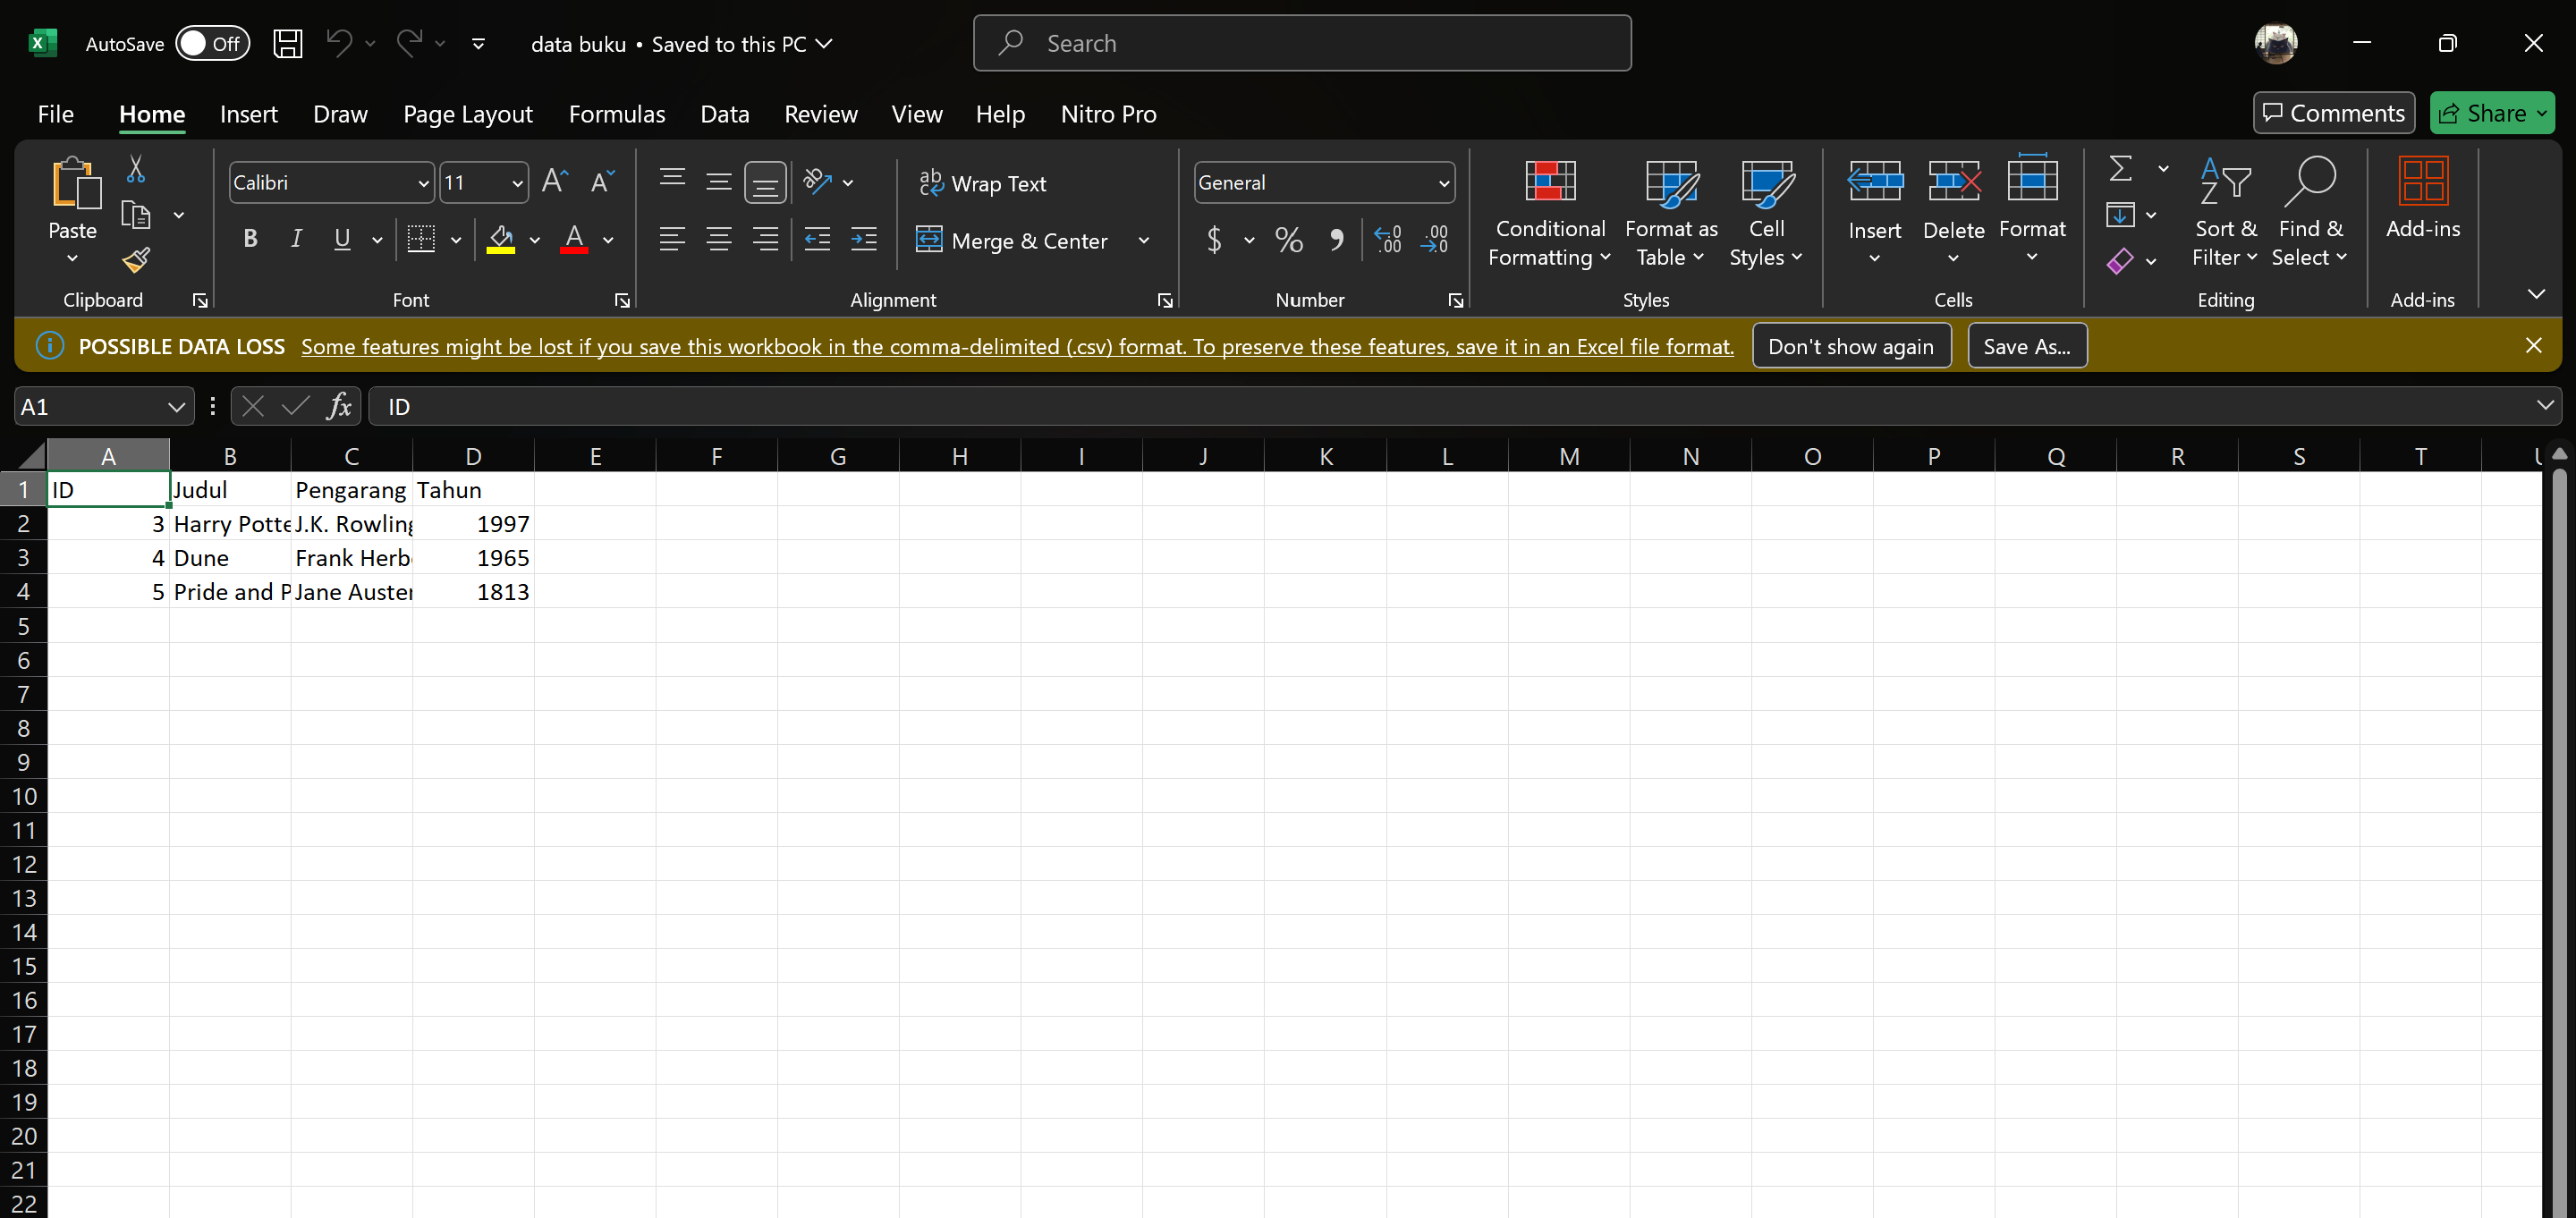 AutoSave Off data buku • Saved to this PC Search
File Home Insert Draw Page Layout Formulas Data Review View Help Nitro Pro Comments Share
Paste
Clipboard
Calibri 11
B I U A
Font
Wrap Text
Merge & Center
Alignment
General
$ % 9
Number
Conditional Formatting
Format as Table
Cell Styles
Styles
Insert Delete Format
Cells
Sort & Filter
Find & Select
Editing
Add-ins
Add-ins
POSSIBLE DATA LOSS Some features might be lost if you save this workbook in the comma-delimited (.csv) format. To preserve these features, save it in an Excel file format. Don't show again Save As...
A1 fx ID
A B C D E F G H I J K L M N O P Q R S T
1 ID Judul Pengarang Tahun
2 3 Harry Potte J.K. Rowling 1997
3 4 Dune Frank Herb 1965
4 5 Pride and P Jane Austen 1813
5
6
7
8
9
10
11
12
13
14
15
16
17
18
19
20
21
22